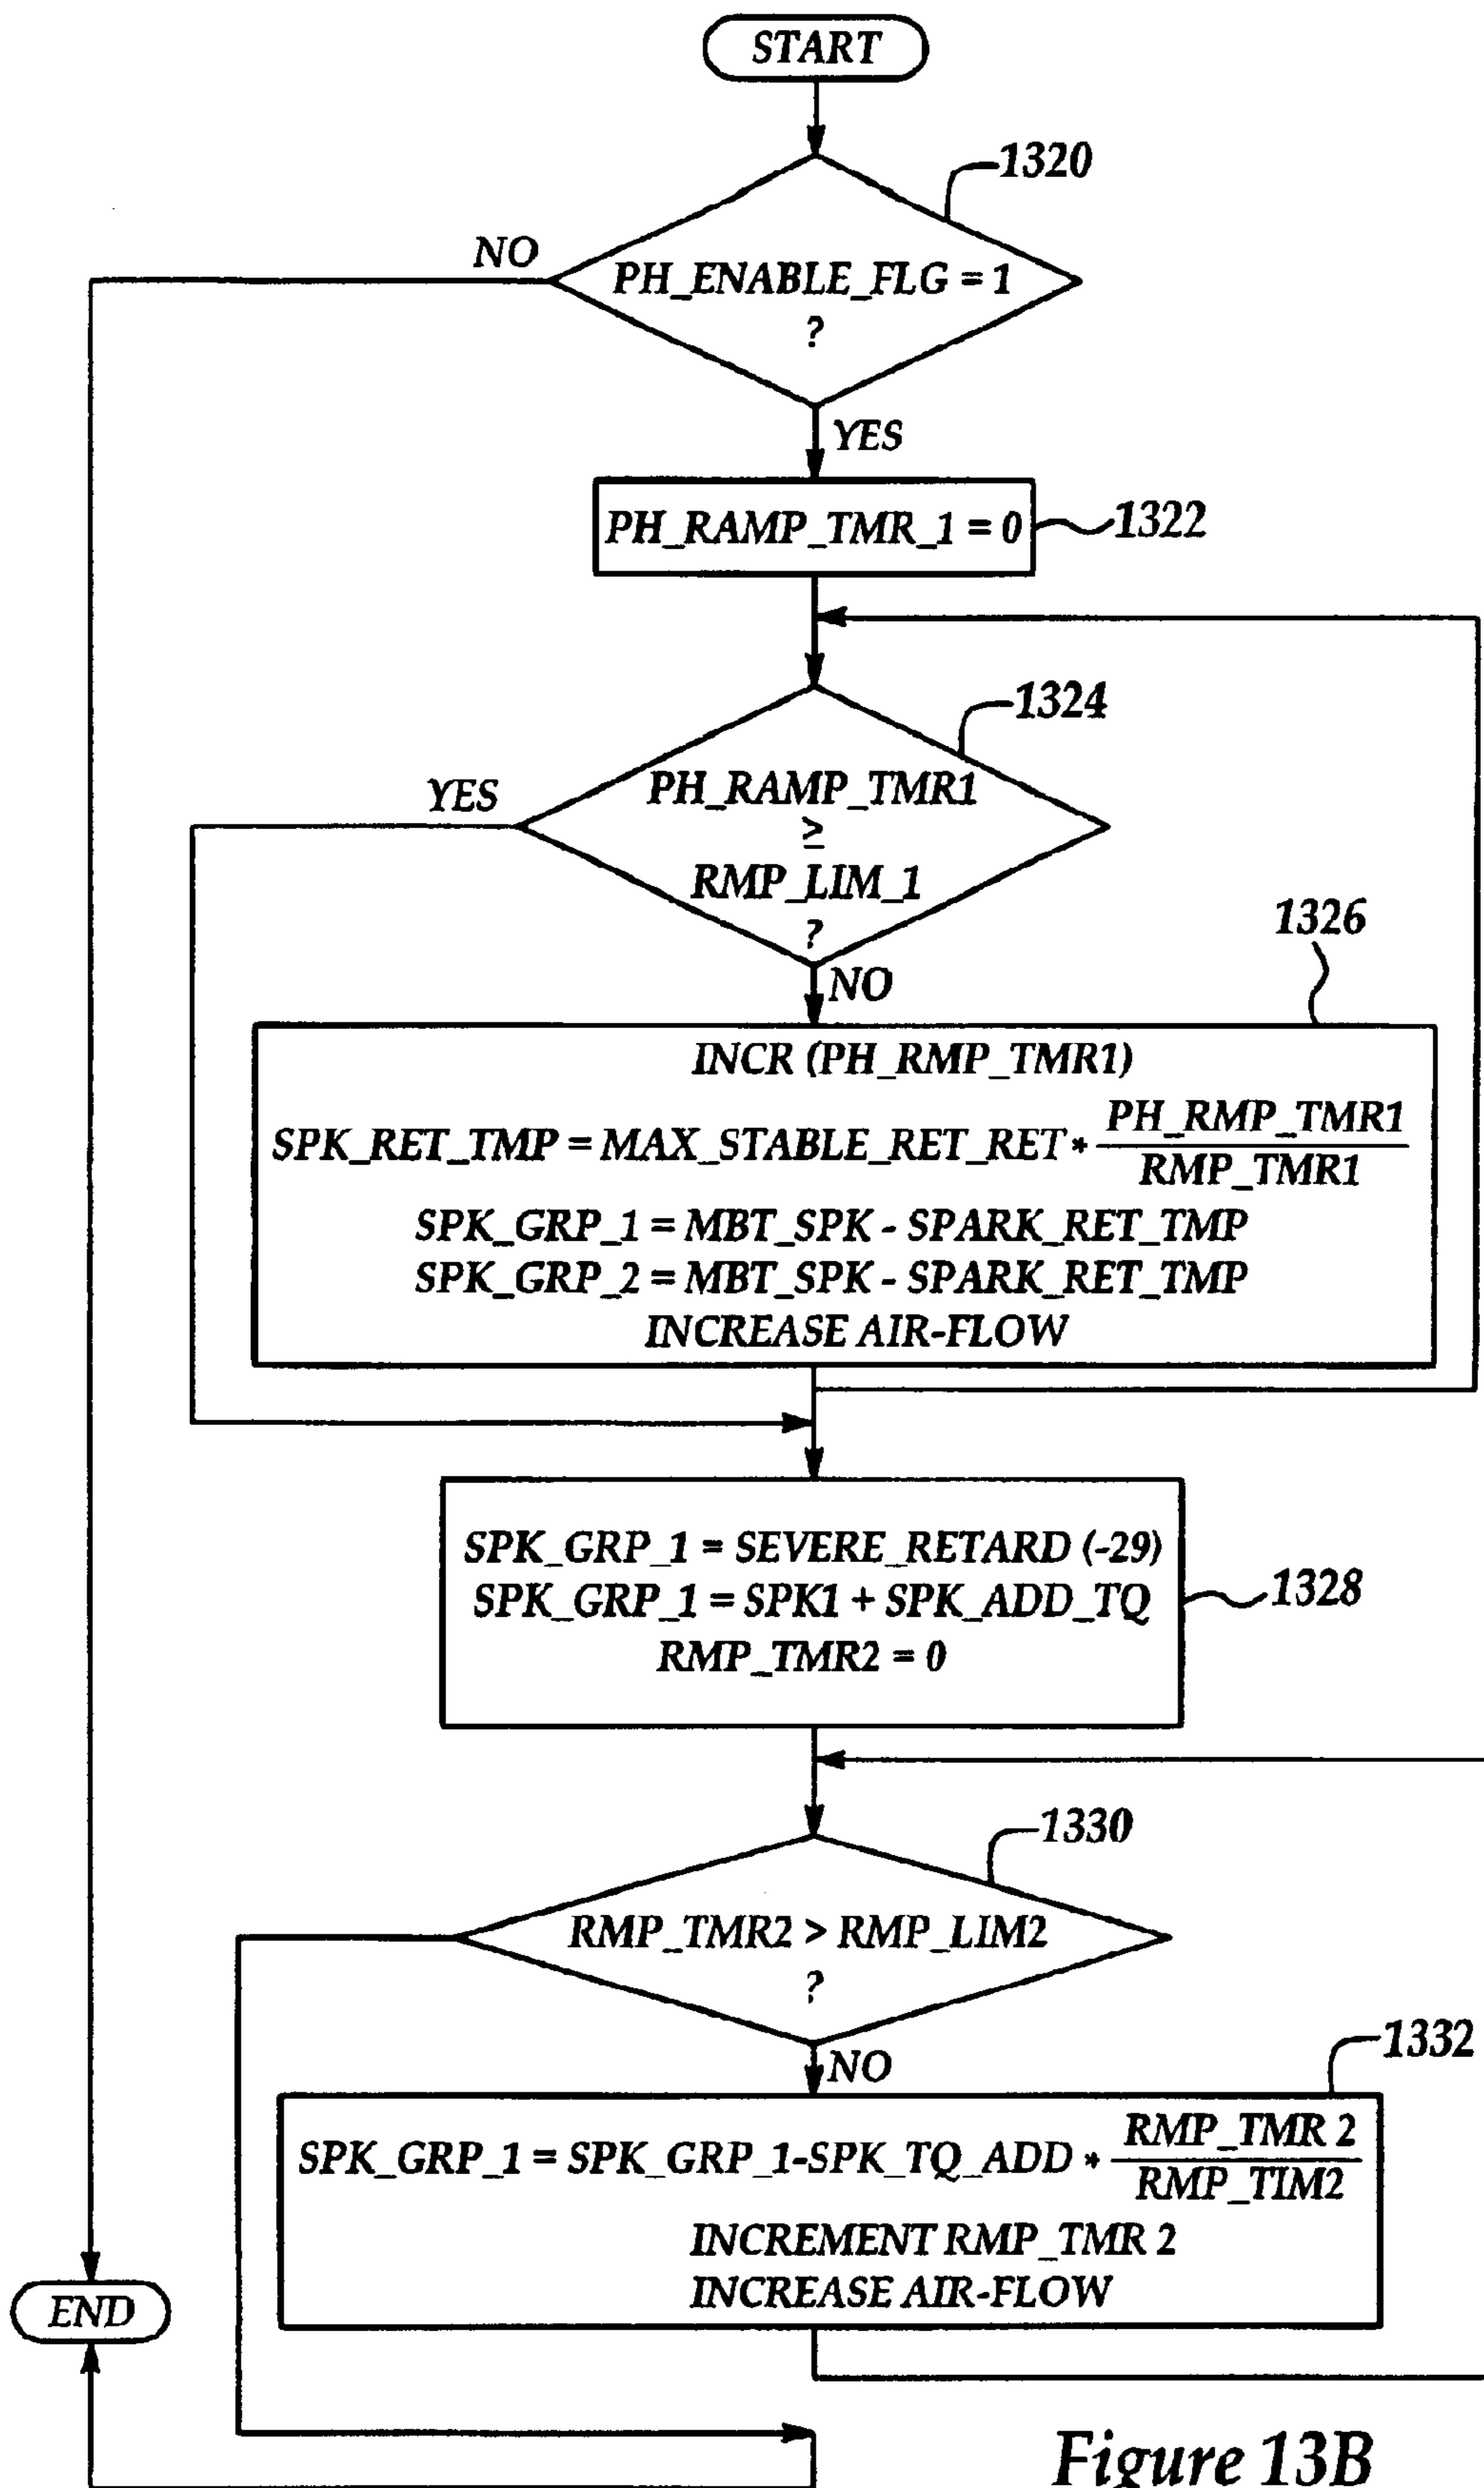 START
1320
NO
PH_ENABLE_FLG = 1
?
YES
PH_RAMP_TMR_1 = 0
1322
1324
YES
PH_RAMP_TMR1
≥
RMP_LIM_1
?
NO
1326
INCR (PH_RMP_TMR1)
SPK_RET_TMP = MAX_STABLE_RET_RET * PH_RMP_TMR1 / RMP_TMR1
SPK_GRP_1 = MBT_SPK - SPARK_RET_TMP
SPK_GRP_2 = MBT_SPK - SPARK_RET_TMP
INCREASE AIR-FLOW
SPK_GRP_1 = SEVERE_RETARD (-29)
SPK_GRP_1 = SPK1 + SPK_ADD_TQ
RMP_TMR2 = 0
1328
1330
RMP_TMR2 > RMP_LIM2
?
NO
1332
SPK_GRP_1 = SPK_GRP_1-SPK_TQ_ADD * RMP_TMR 2 / RMP_TIM2
INCREMENT RMP_TMR 2
INCREASE AIR-FLOW
END
Figure 13B